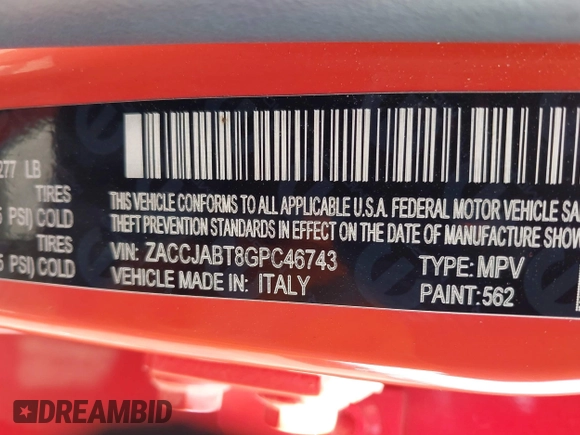 277 LB
TIRES
PSI) COLD
TIRES
PSI) COLD
THIS VEHICLE CONFORMS TO ALL APPLICABLE U.S.A. FEDERAL MOTOR VEHICLE SA
THEFT PREVENTION STANDARDS IN EFFECT ON THE DATE OF MANUFACTURE SHOW
VIN: ZACCJABT8GPC46743 TYPE: MPV
VEHICLE MADE IN: ITALY PAINT: 562
DREAMBID